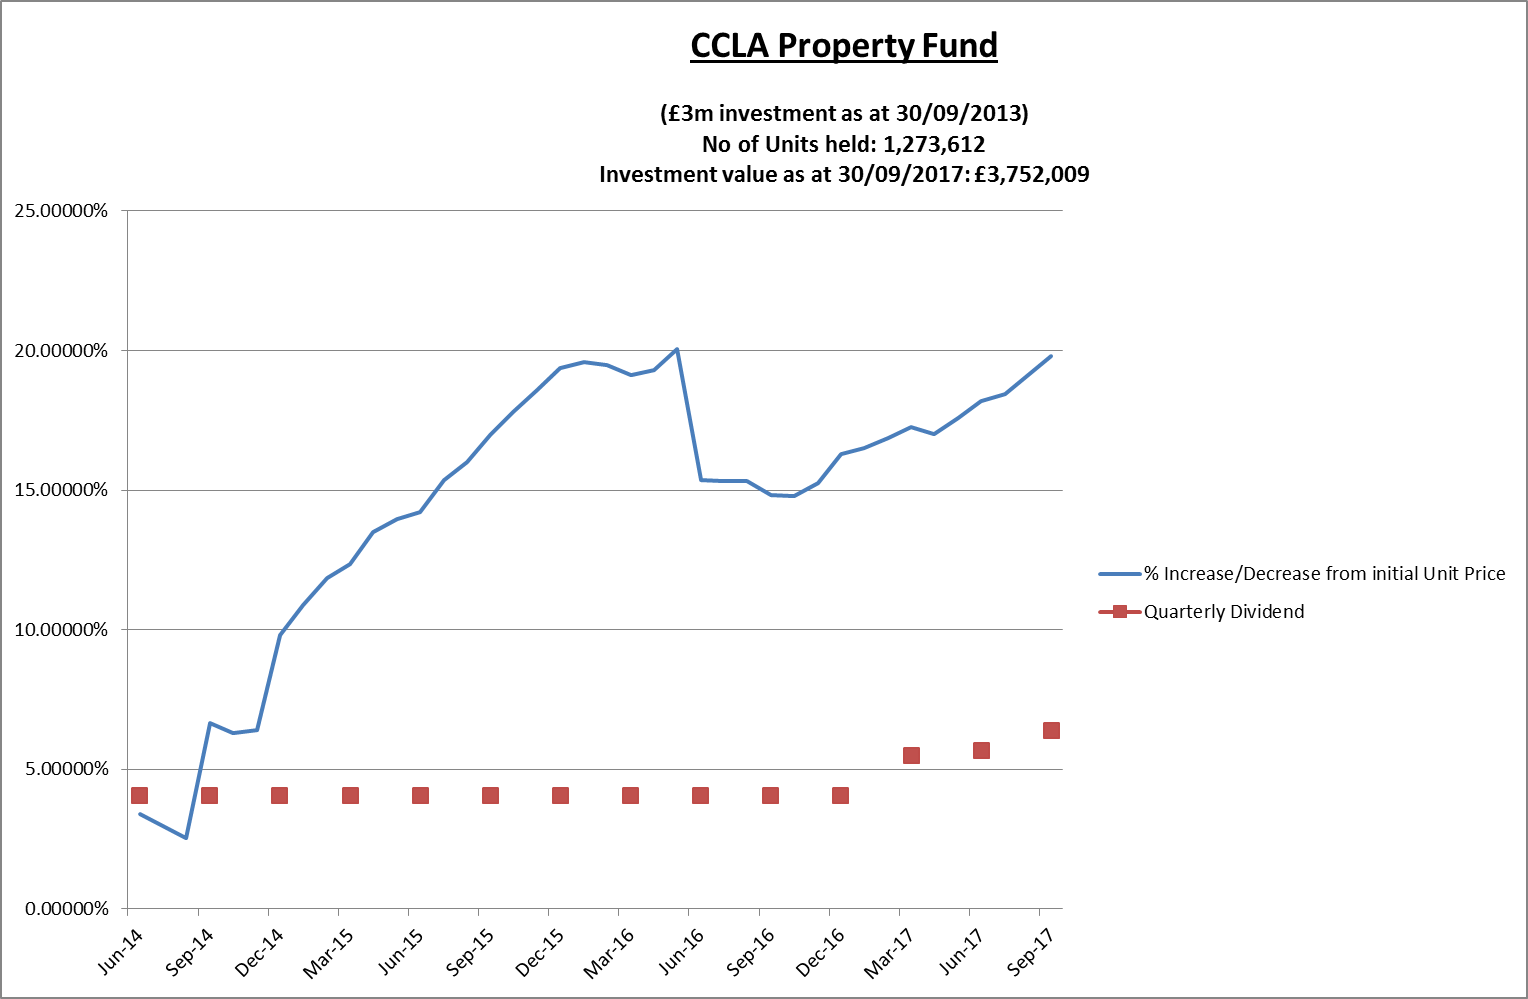 CCLA Property Fund
(£3m investment as at 30/09/2013)
No of Units held: 1,273,612
Investment value as at 30/09/2017: £3,752,009
25.00000%
20.00000%
15.00000%
10.00000%
5.00000%
0.00000%
Jun-14
Sep-14
Dec-14
Mar-15
Jun-15
Sep-15
Dec-15
Mar-16
Jun-16
Sep-16
Dec-16
Mar-17
Jun-17
Sep-17
% Increase/Decrease from initial Unit Price
Quarterly Dividend